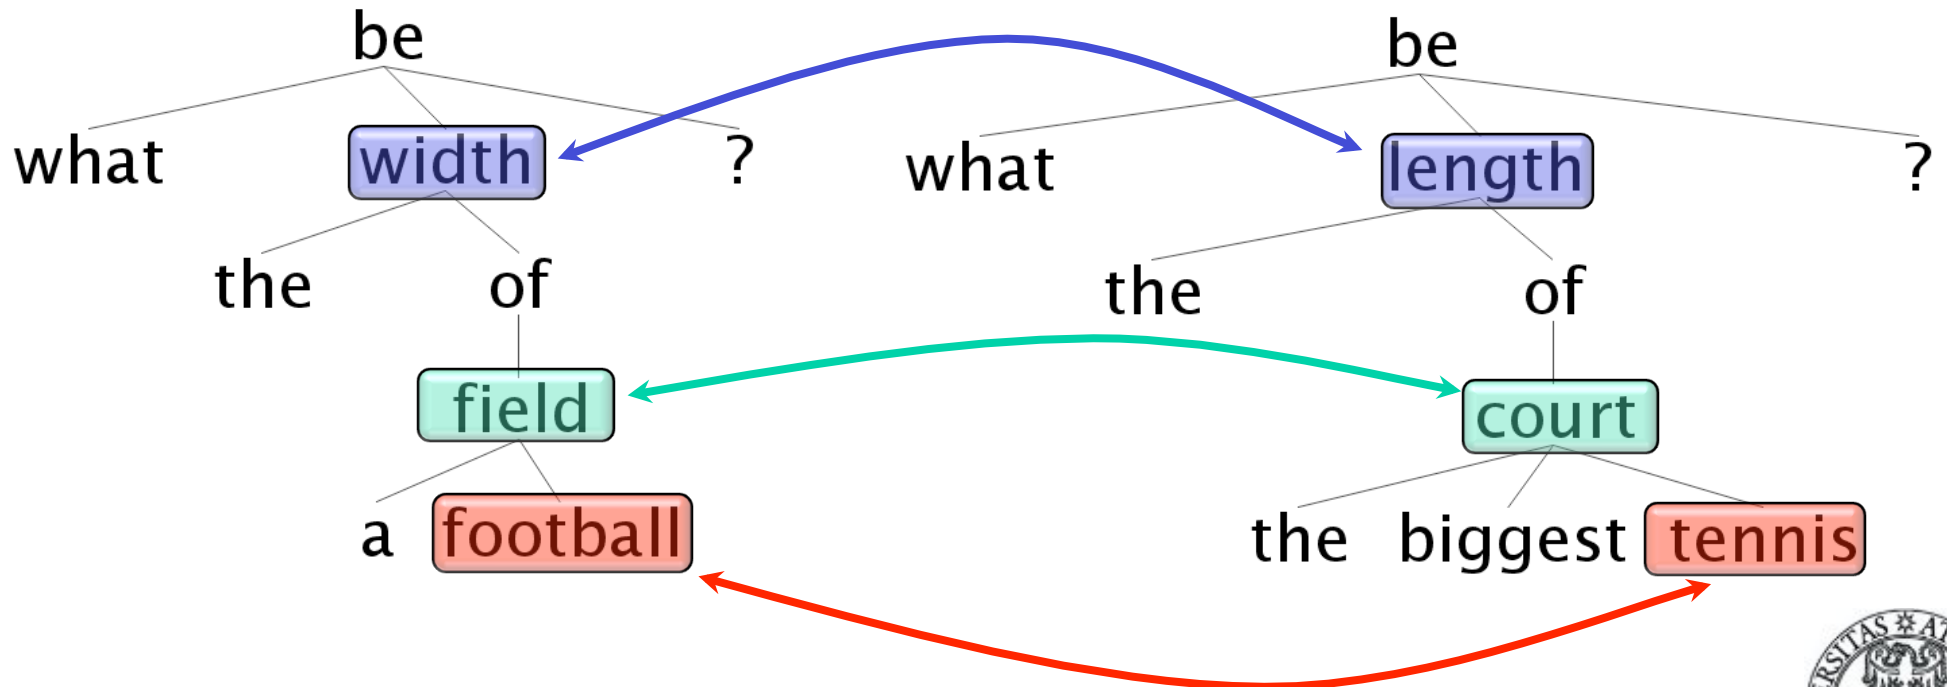 be be
what width ? what length ?
the of the of
field court
a football the biggest tennis